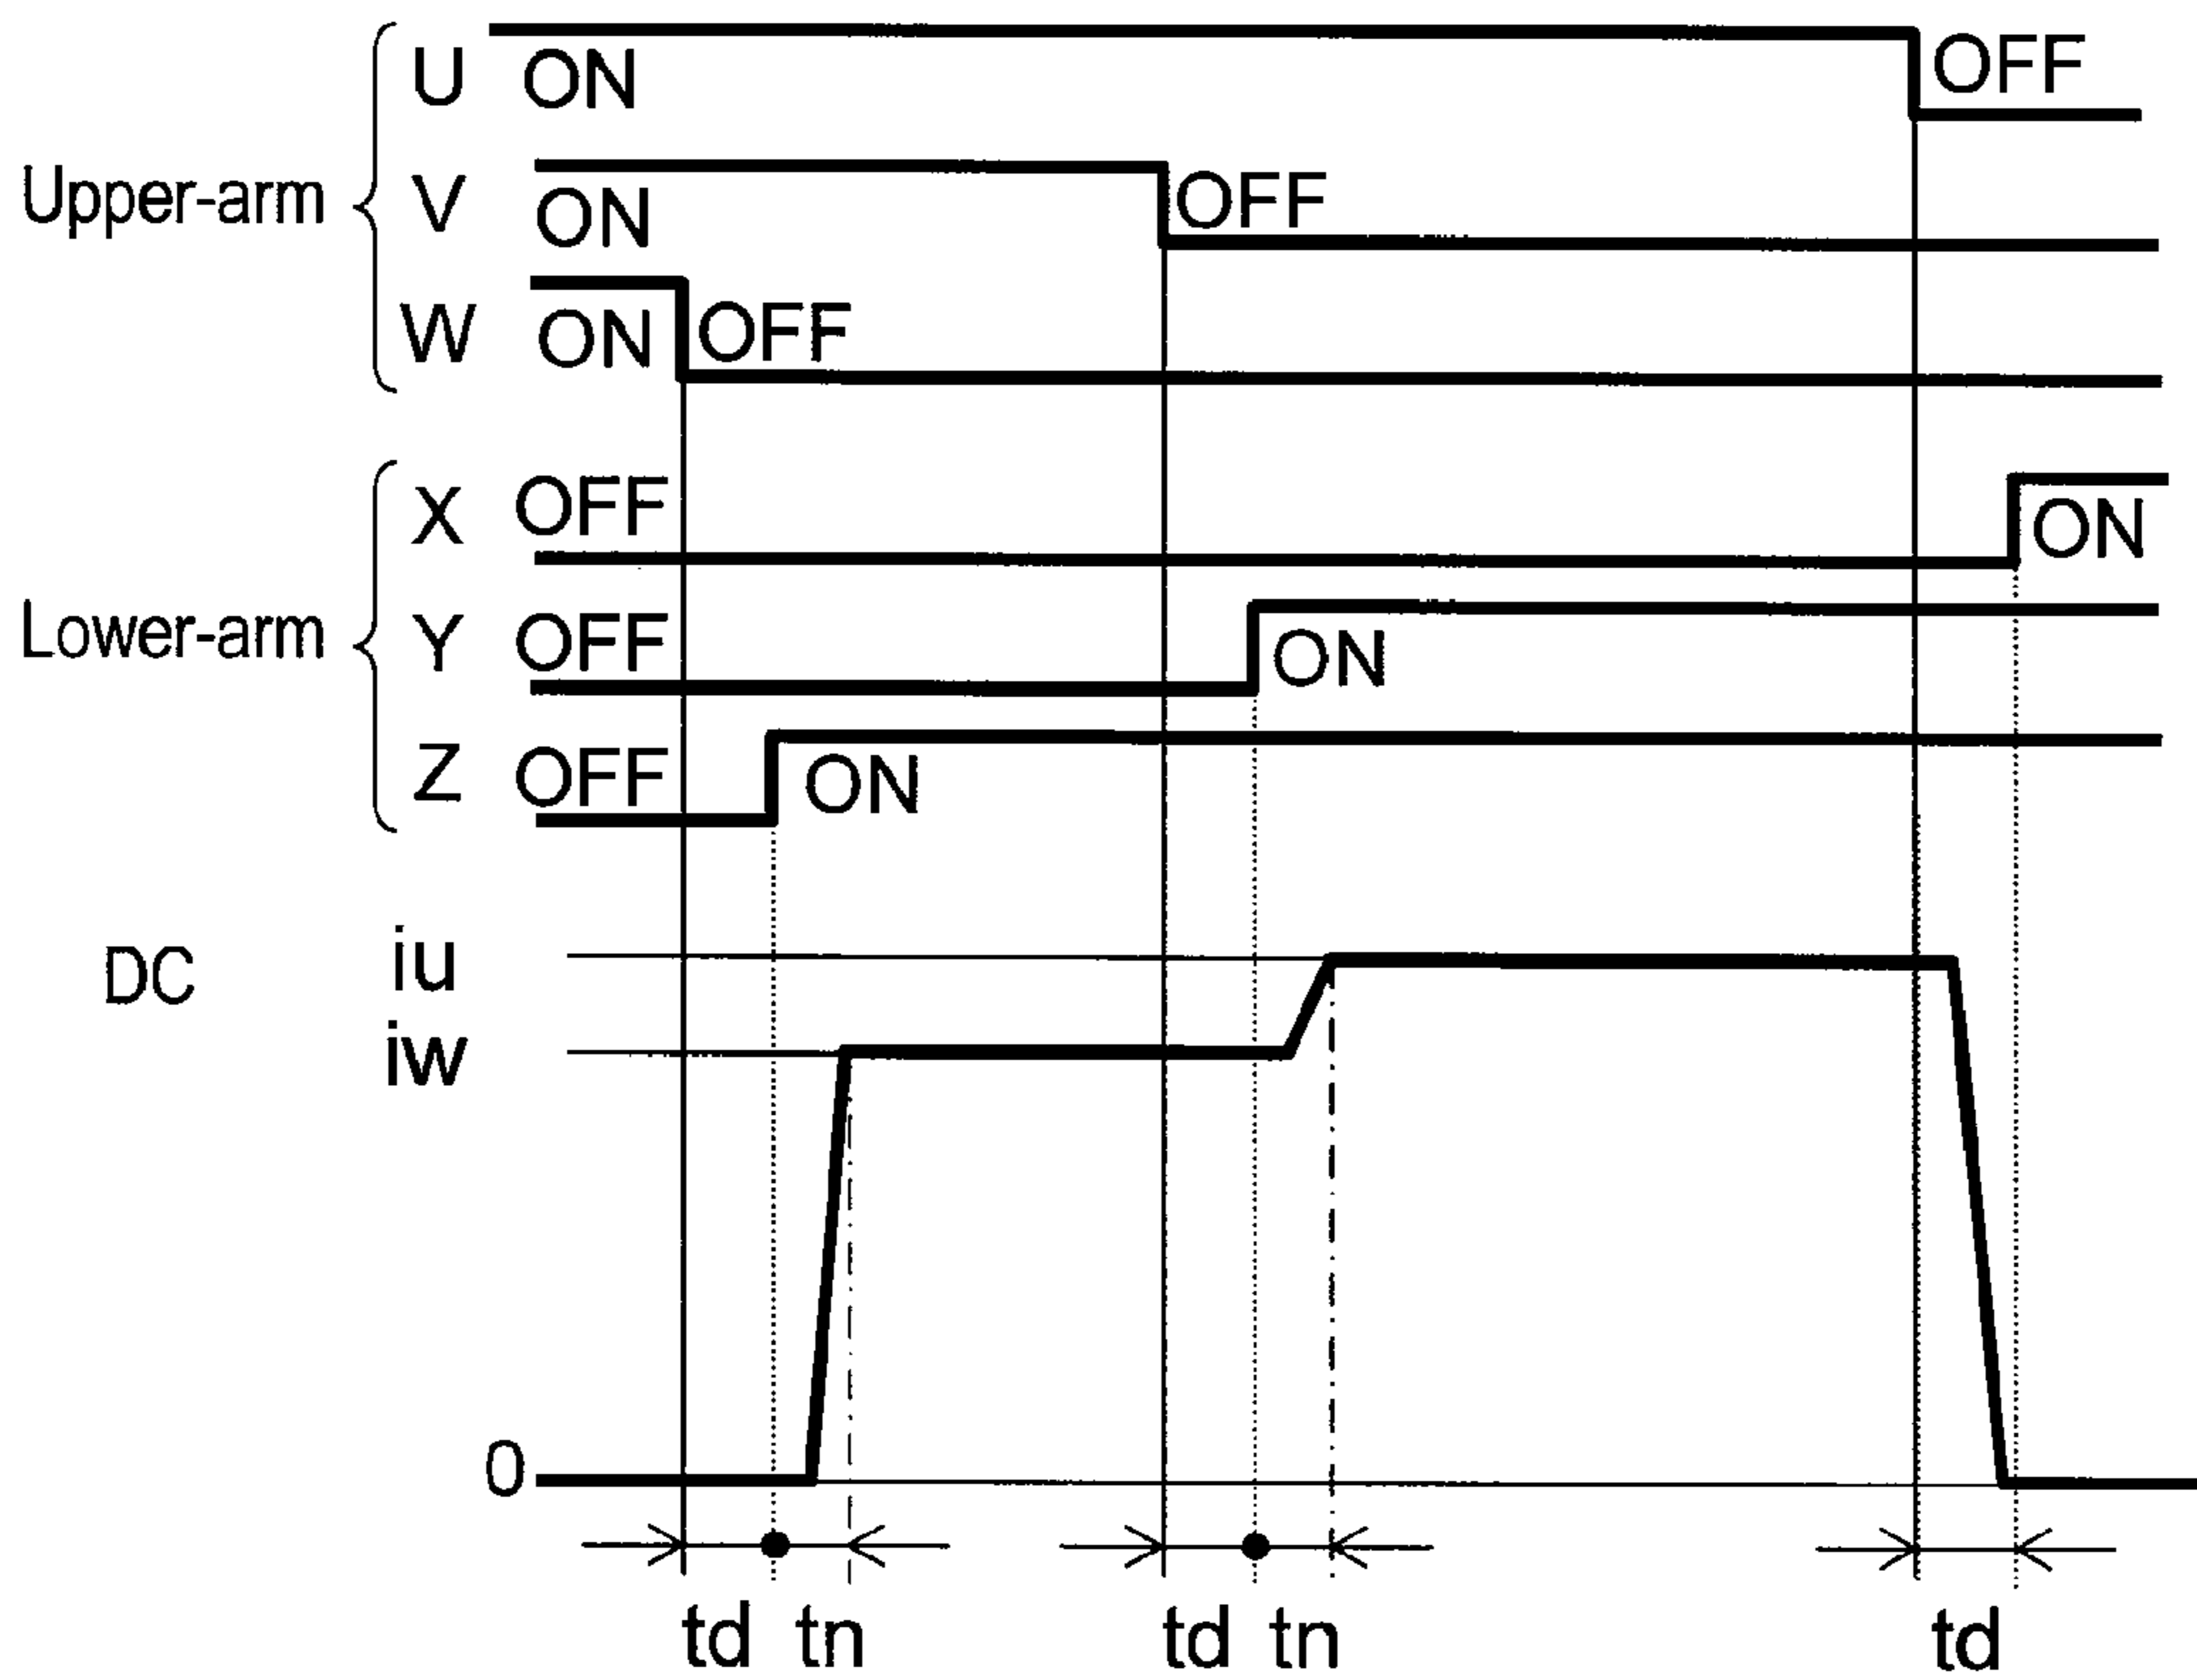 U ON OFF
Upper-arm V ON OFF
W ON OFF
X OFF ON
Lower-arm Y OFF ON
Z OFF ON
DC iu
iw
0
td tn td tn td